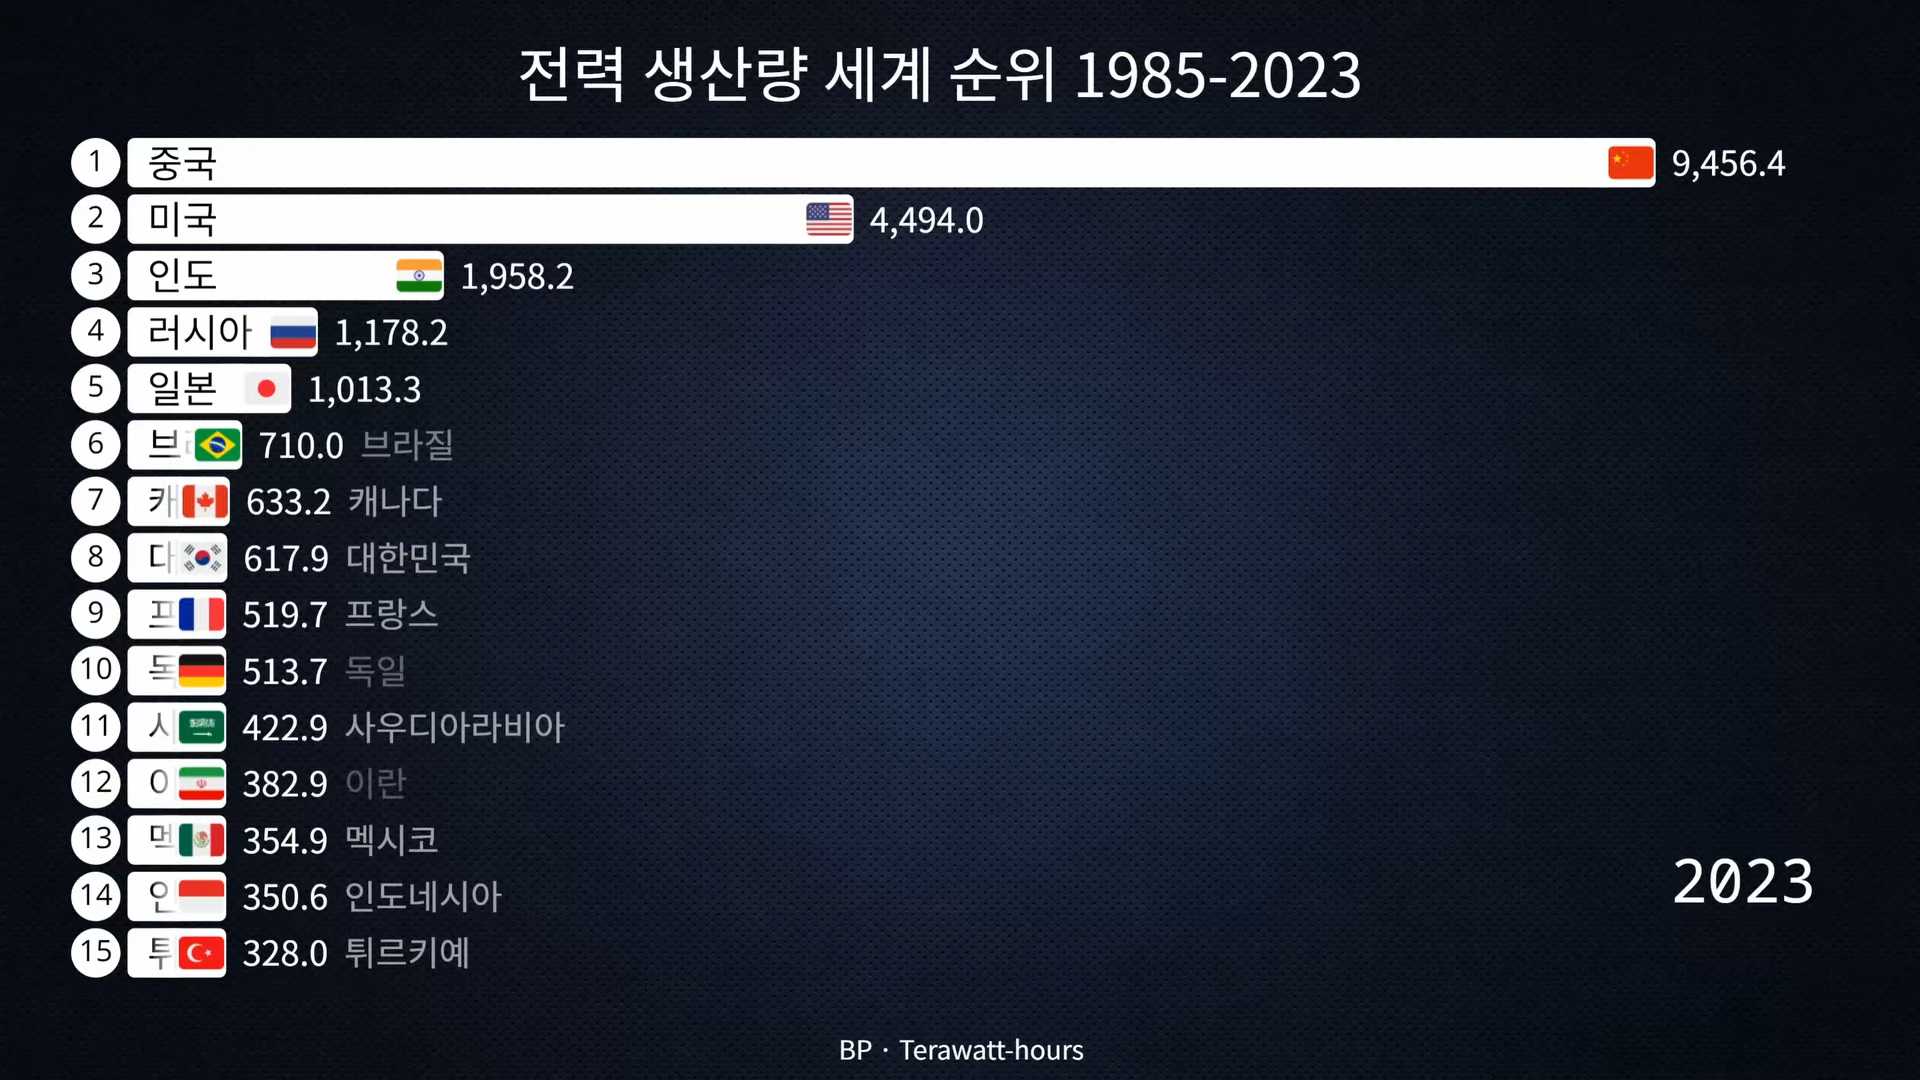 전력 생산량 세계 순위 1985-2023
1 중국 9,456.4
2 미국 4,494.0
3 인도 1,958.2
4 러시아 1,178.2
5 일본 1,013.3
6 브 710.0 브라질
7 캐 633.2 캐나다
8 대 617.9 대한민국
9 프 519.7 프랑스
10 독 513.7 독일
11 사 422.9 사우디아라비아
12 이 382.9 이란
13 멕 354.9 멕시코
14 인 350.6 인도네시아
15 튀 328.0 튀르키예
2023
BP · Terawatt-hours